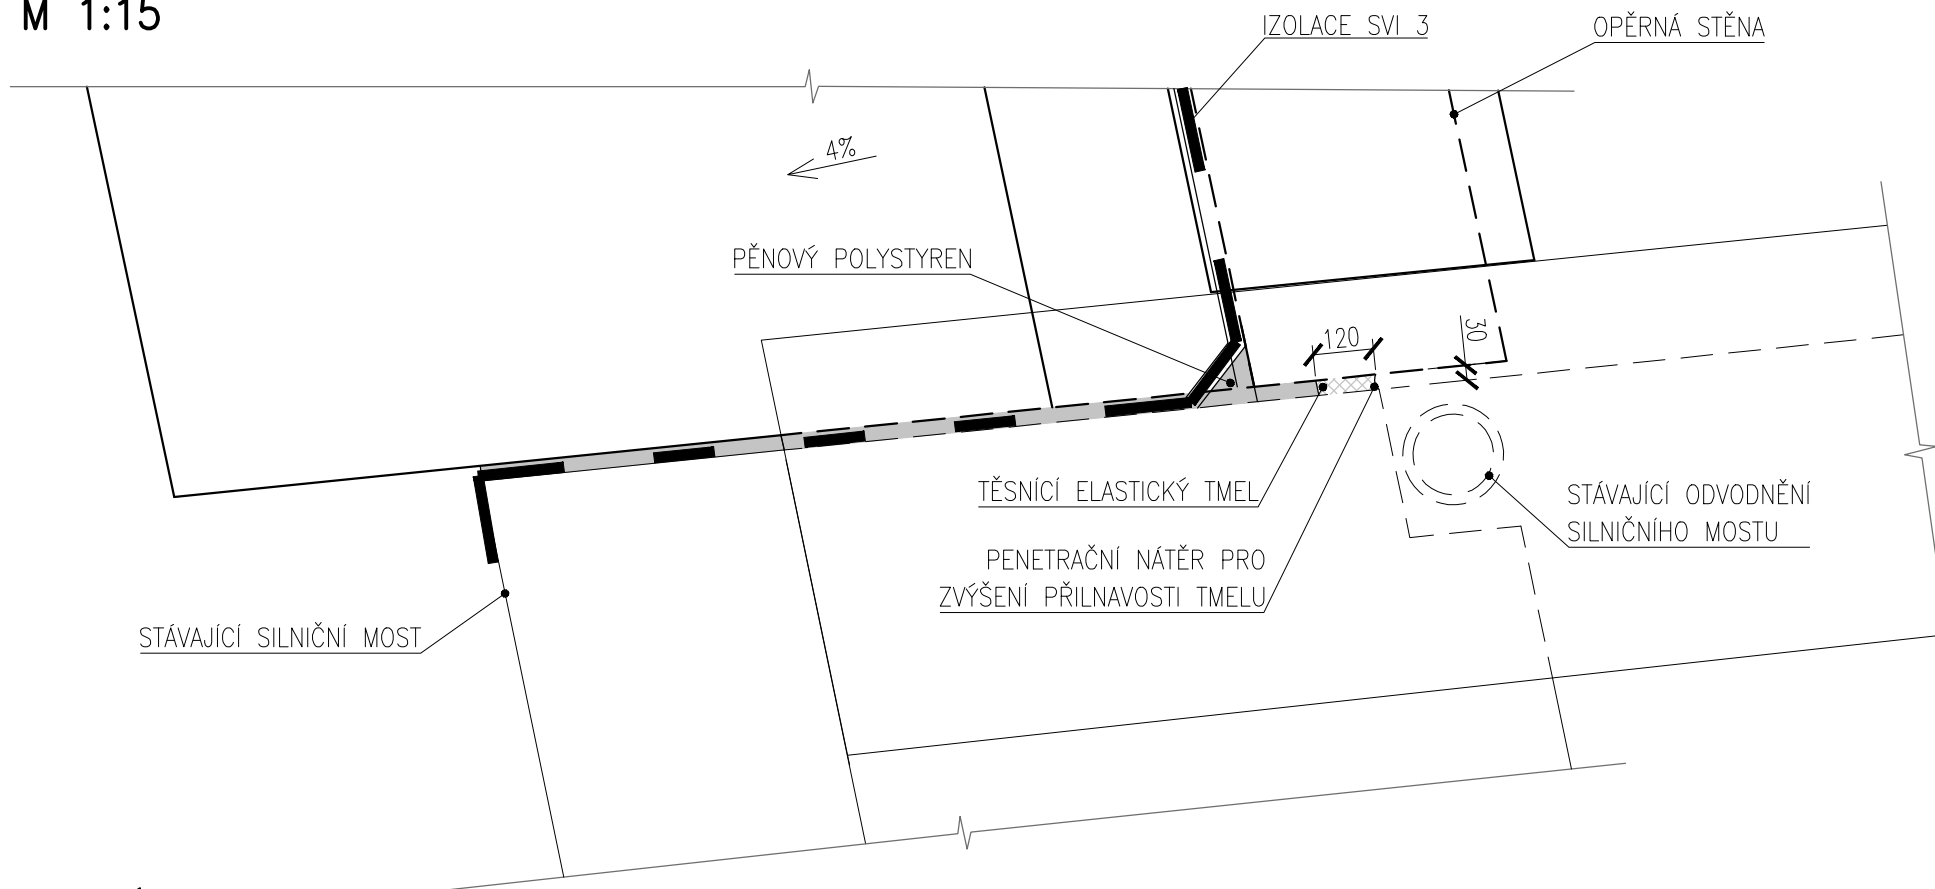 M 1:15
IZOLACE SVI 3
OPĚRNÁ STĚNA
4%
PĚNOVÝ POLYSTYREN
120
30
TĚSNÍCÍ ELASTICKÝ TMEL
STÁVAJÍCÍ ODVODNĚNÍ
SILNIČNÍHO MOSTU
PENETRAČNÍ NÁTĚR PRO
ZVÝŠENÍ PŘILNAVOSTI TMELU
STÁVAJÍCÍ SILNIČNÍ MOST